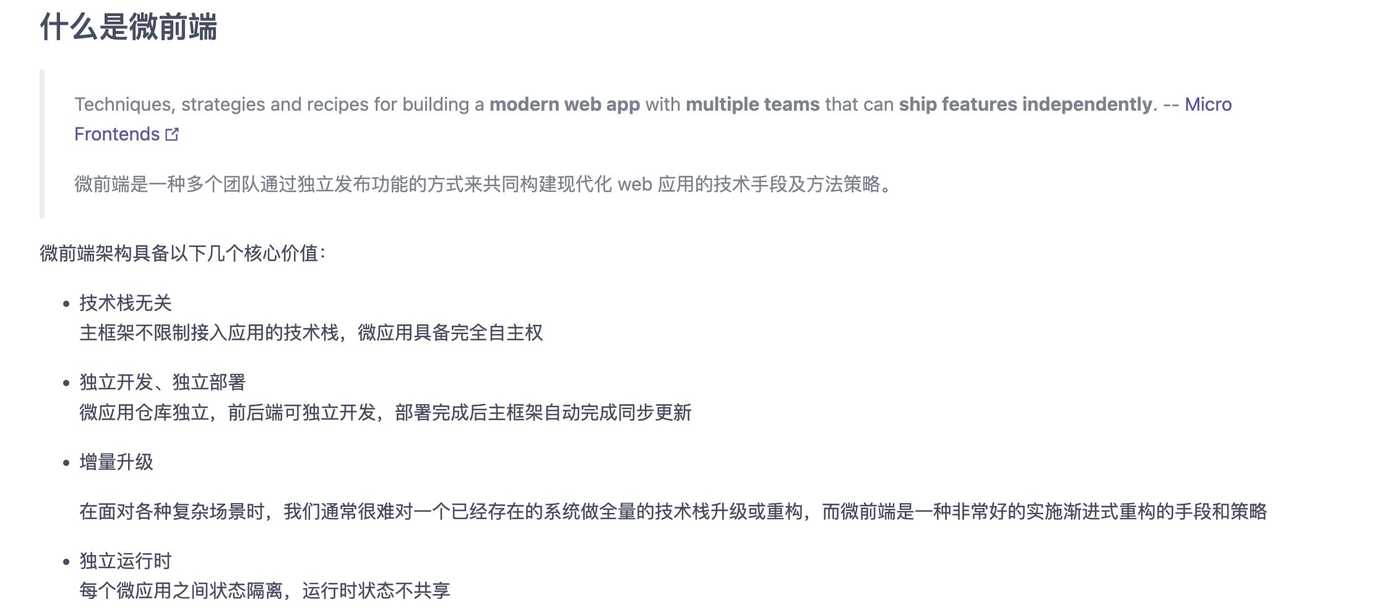 什么是微前端
Techniques, strategies and recipes for building a modern web app with multiple teams that can ship features independently. -- Micro
Frontends
微前端是一种多个团队通过独立发布功能的方式来共同构建现代化 web 应用的技术手段及方法策略。
微前端架构具备以下几个核心价值：
• 技术栈无关
主框架不限制接入应用的技术栈，微应用具备完全自主权
• 独立开发、独立部署
微应用仓库独立，前后端可独立开发，部署完成后主框架自动完成同步更新
• 增量升级
在面对各种复杂场景时，我们通常很难对一个已经存在的系统做全量的技术栈升级或重构，而微前端是一种非常好的实施渐进式重构的手段和策略
• 独立运行时
每个微应用之间状态隔离，运行时状态不共享